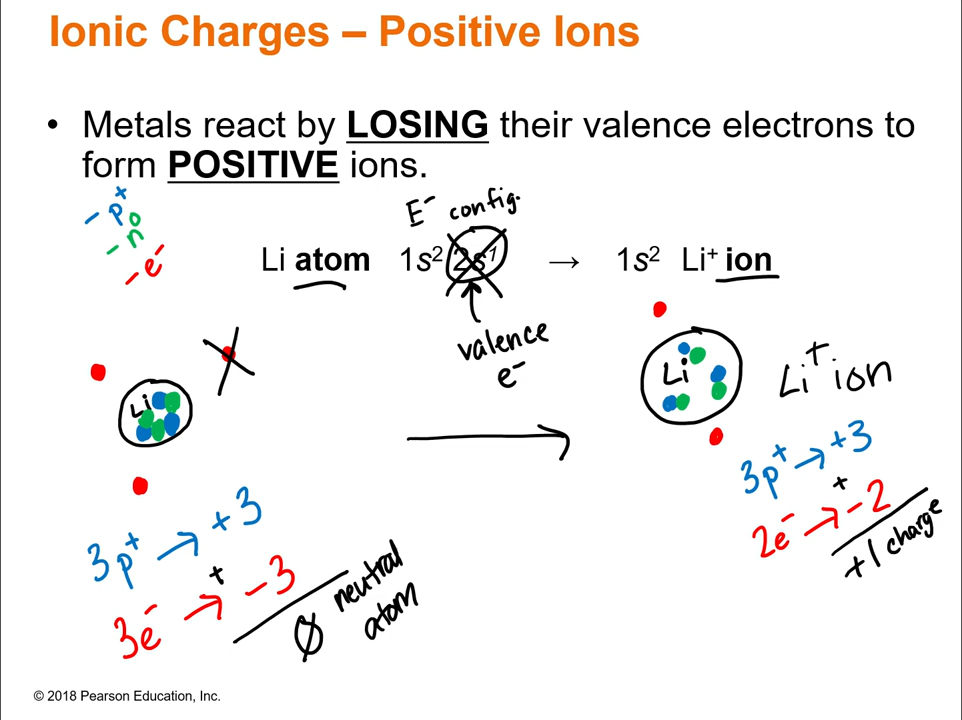 Ionic Charges – Positive Ions
• Metals react by LOSING their valence electrons to
form POSITIVE ions.
- p+
- n0
- e-
E- config.
Li atom 1s² 2s¹ → 1s² Li⁺ ion
valence
e-
Li
Li
Li+ ion
3p+ → +3
+
3e- → -3
0 neutral
atom
3p+ → +3
+
2e- → -2
+1 charge
© 2018 Pearson Education, Inc.